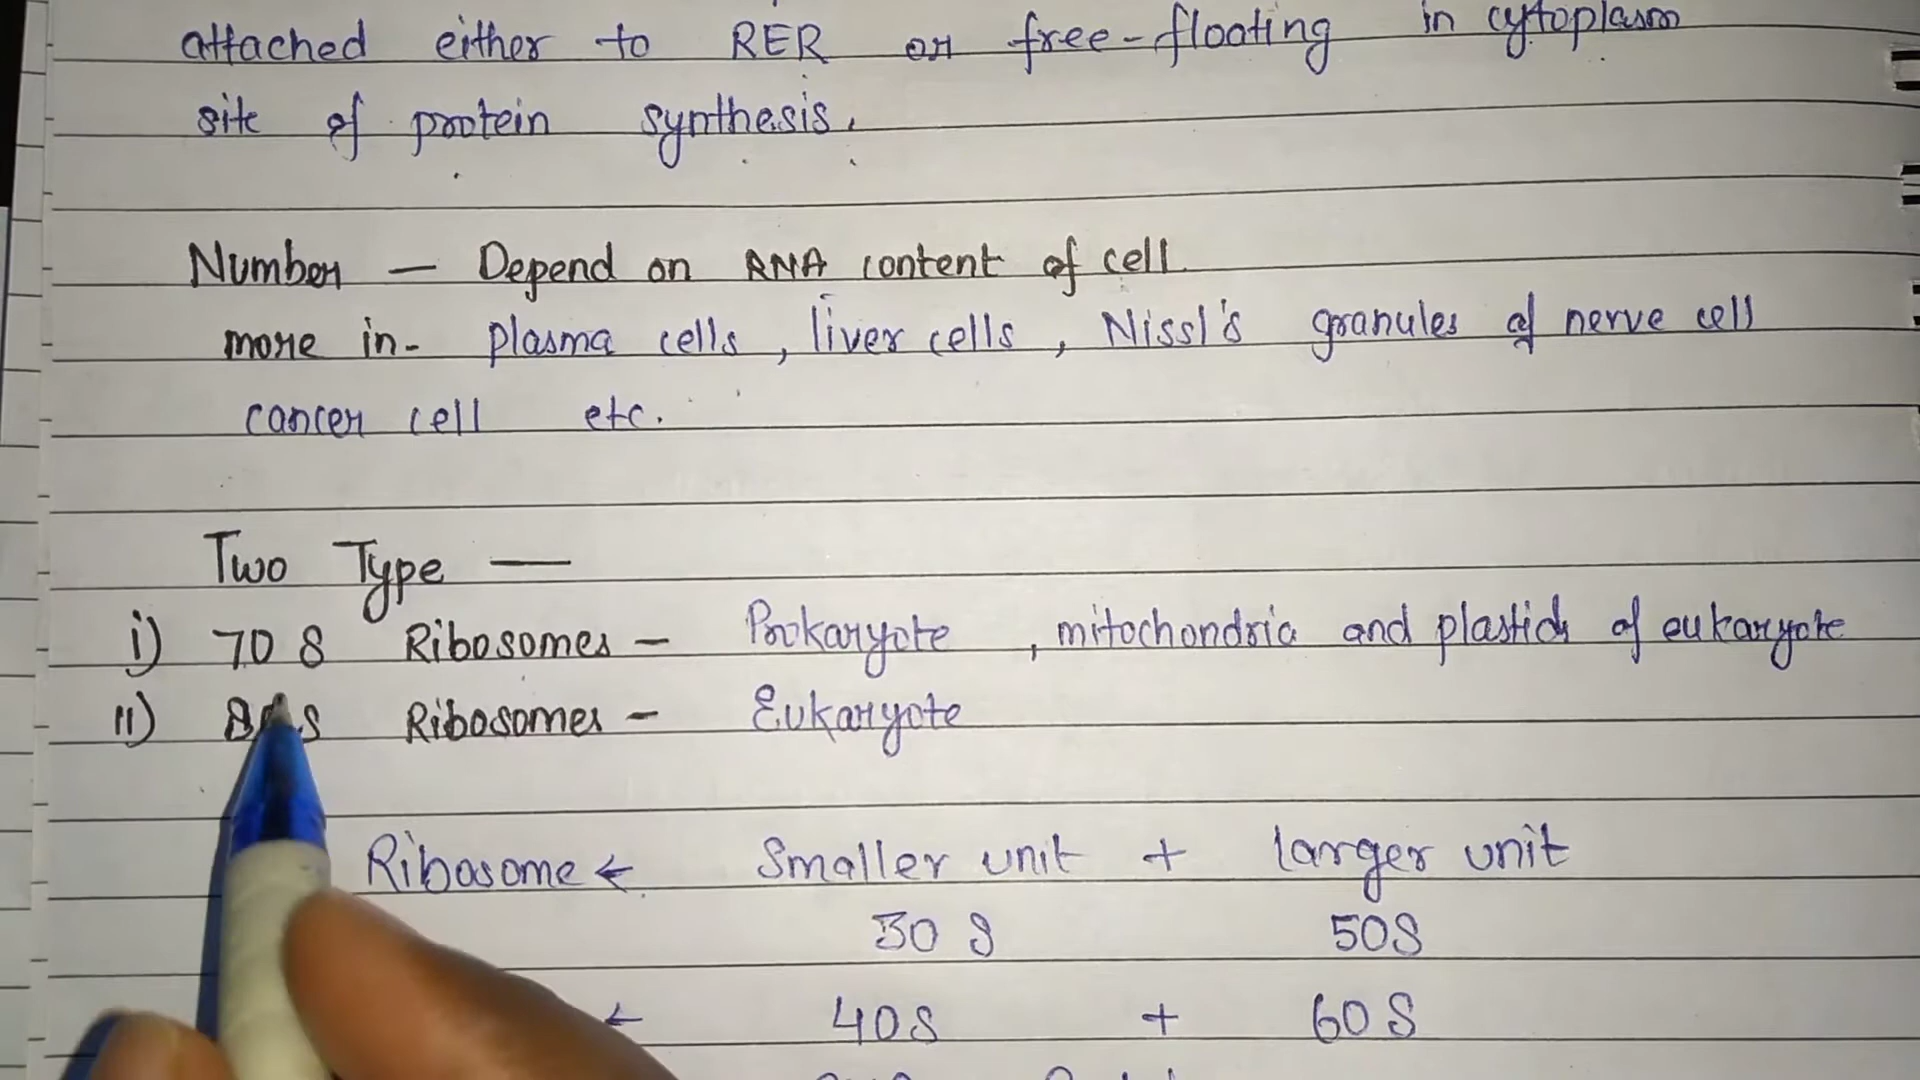 attached either to RER or free-floating in cytoplasm
site of protein synthesis.
Number — Depend on RNA content of cell
more in- plasma cells, liver cells, Nissl's granules of nerve cell
cancer cell etc.
Two Type —
i) 70 S Ribosomes - Prokaryote, mitochondria and plastids of eukaryote
ii) 80S Ribosomes - Eukaryote
Ribosome ← Smaller unit + larger unit
30 S 50S
← 40S + 60 S